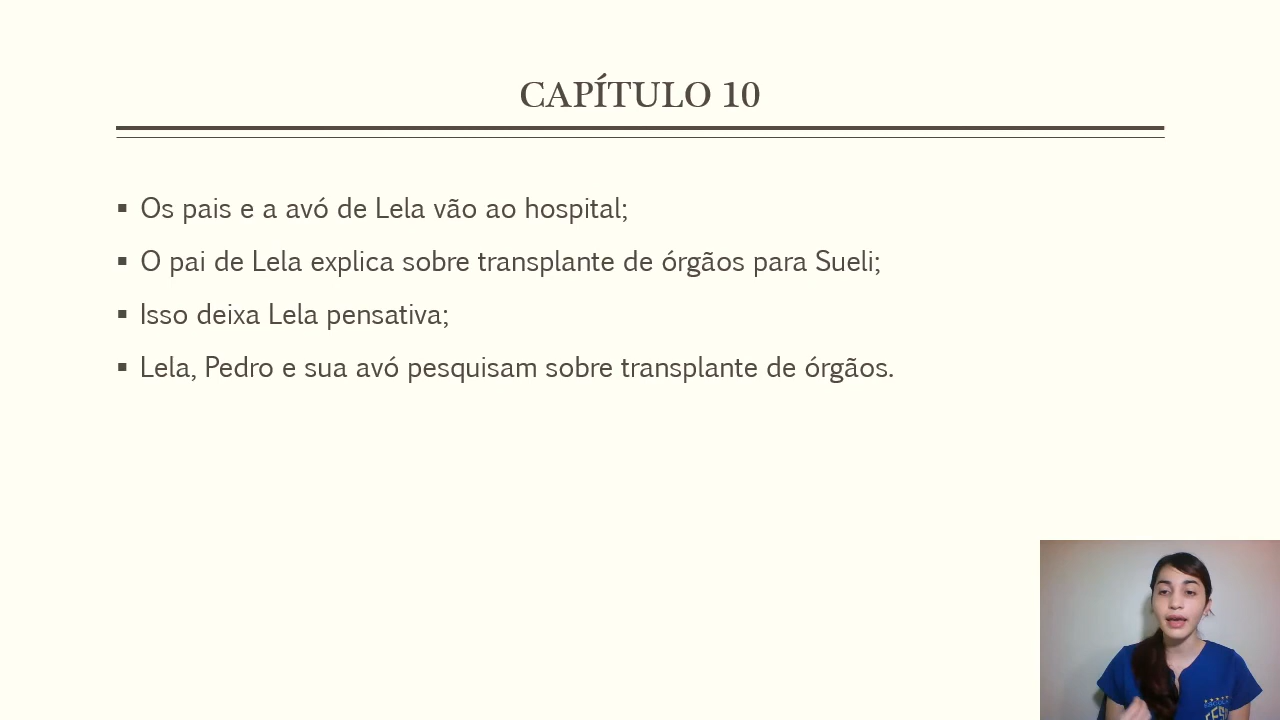 CAPÍTULO 10
Os pais e a avó de Lela vão ao hospital;
O pai de Lela explica sobre transplante de órgãos para Sueli;
Isso deixa Lela pensativa;
Lela, Pedro e sua avó pesquisam sobre transplante de órgãos.